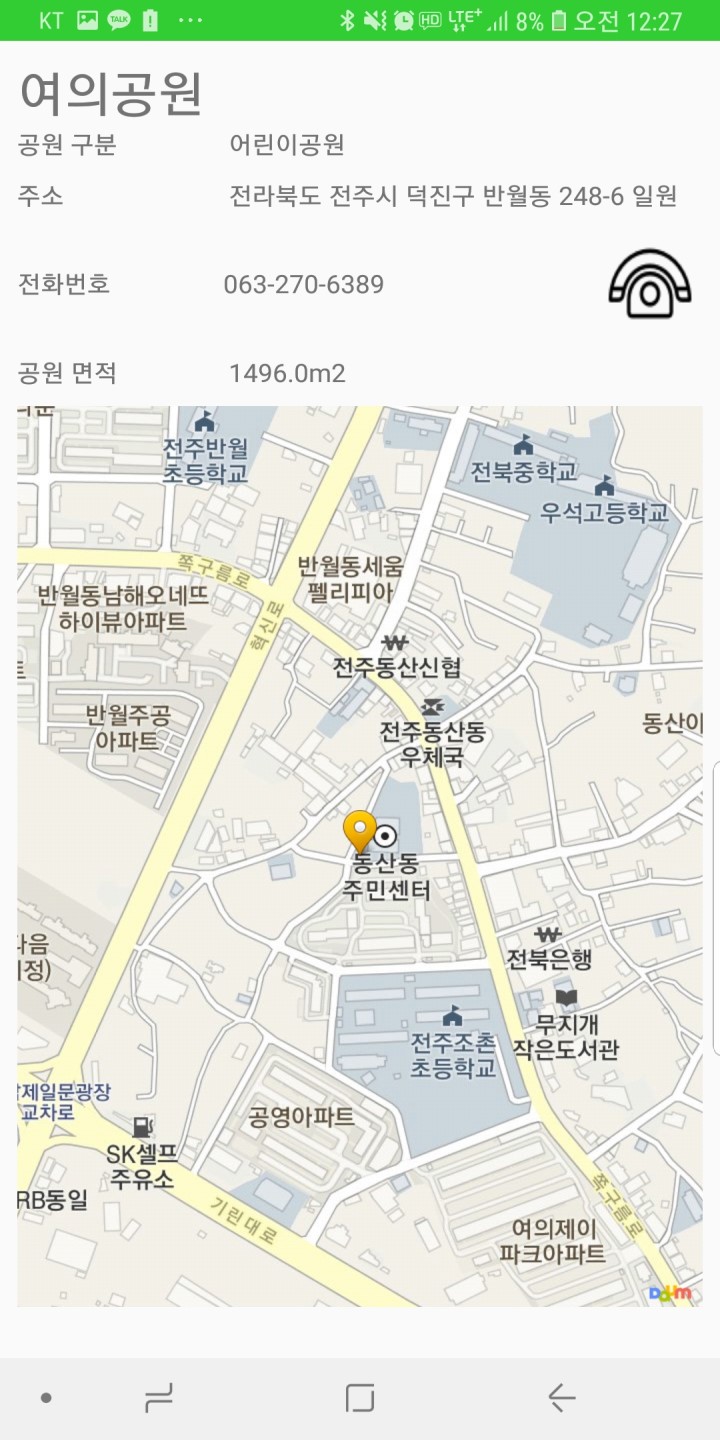 KT TALK ... HD LTE+ 8% 오전 12:27
여의공원
공원 구분 어린이공원
주소 전라북도 전주시 덕진구 반월동 248-6 일원
전화번호 063-270-6389
공원 면적 1496.0m2
전주반월
초등학교
전북중학교
우석고등학교
쪽구름로
반월동세움
펠리피아
반월동남해오네뜨
하이뷰아파트
혁신로
전주동산신협
반월주공
아파트
전주동산동
우체국
동산이
동산동
주민센터
다음
정)
전북은행
무지개
작은도서관
전주조촌
초등학교
제일문광장
교차로
공영아파트
SK셀프
주유소
RB동일
기린대로
쪽구름로
여의제이
파크아파트
Daum